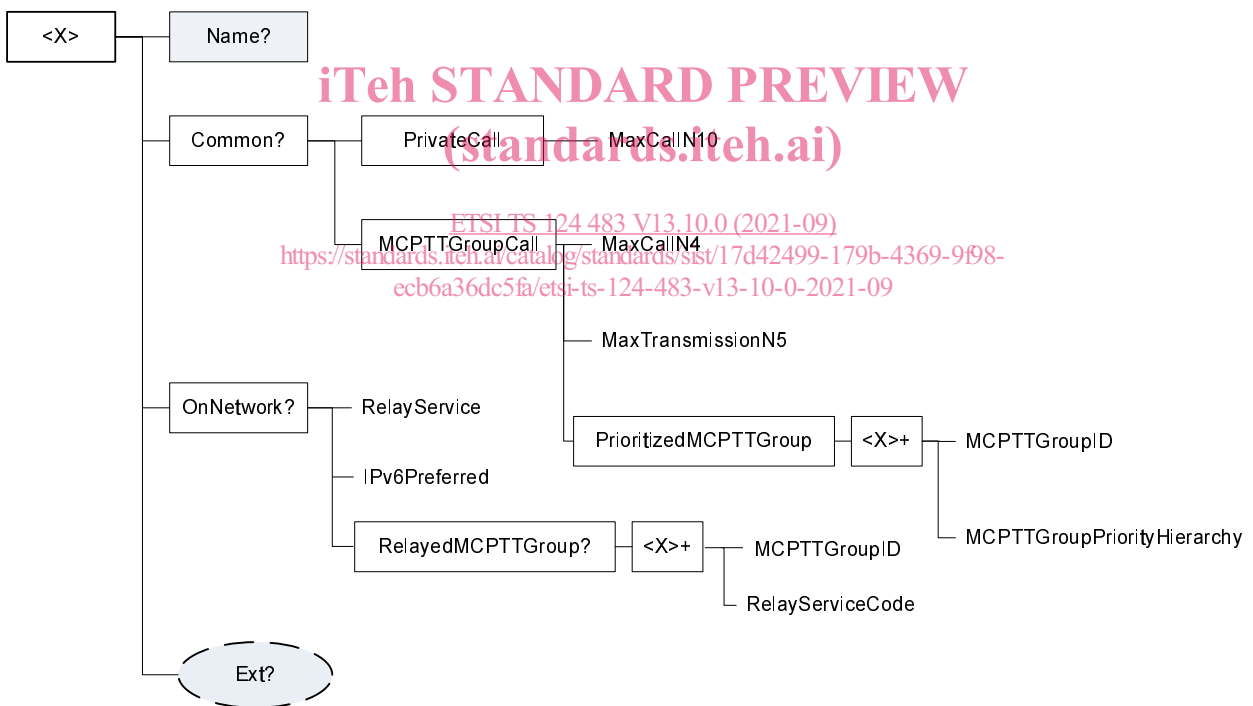 <X>
Name?
iTeh STANDARD PREVIEW
(standards.iteh.ai)
Common?
PrivateCall
MaxCallN10
ETSI TS 124 483 V13.10.0 (2021-09)
MCPTTGroupCall
MaxCallN4
https://standards.iteh.ai/catalog/standards/sist/17d42499-179b-4369-9f98-
ecb6a36dc5fa/etsi-ts-124-483-v13-10-0-2021-09
MaxTransmissionN5
OnNetwork?
RelayService
PrioritizedMCPTTGroup
<X>+
MCPTTGroupID
IPv6Preferred
MCPTTGroupPriorityHierarchy
RelayedMCPTTGroup?
<X>+
MCPTTGroupID
RelayServiceCode
Ext?